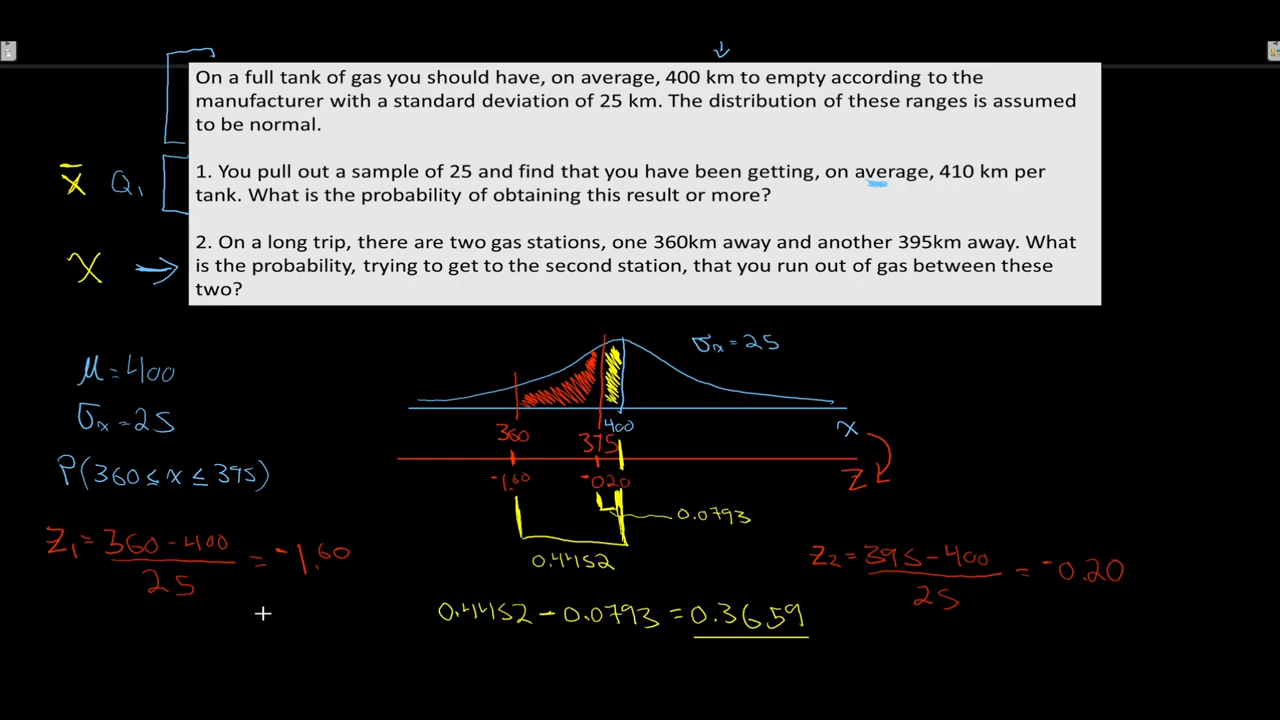 On a full tank of gas you should have, on average, 400 km to empty according to the
manufacturer with a standard deviation of 25 km. The distribution of these ranges is assumed
to be normal.
1. You pull out a sample of 25 and find that you have been getting, on average, 410 km per
tank. What is the probability of obtaining this result or more?
2. On a long trip, there are two gas stations, one 360km away and another 395km away. What
is the probability, trying to get to the second station, that you run out of gas between these
two?
x̄ Q₁
X →
μ = 400
σₓ = 25
P(360 ≤ x ≤ 395)
σₓ = 25
360 375 400
x
-1.60 -0.20
Z
0.0793
0.4452
Z₁ = 360 - 400 / 25 = -1.60
Z₂ = 395 - 400 / 25 = -0.20
0.4452 - 0.0793 = 0.3659